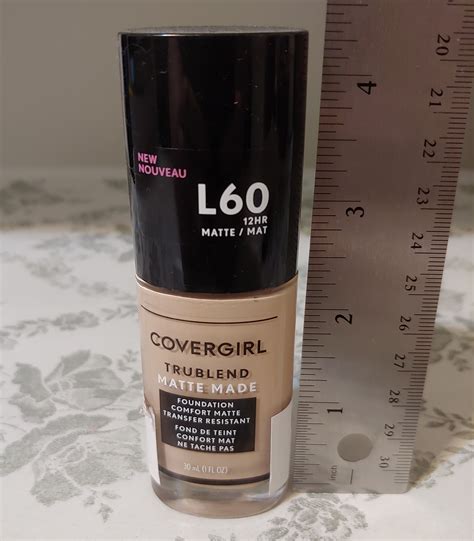 NEW
NOUVEAU
L60
12HR
MATTE / MAT
COVERGIRL
TRUBLEND
MATTE MADE
FOUNDATION
COMFORT MATTE
TRANSFER RESISTANT
FOND DE TEINT
CONFORT MAT
NE TACHE PAS
30 mL (1 FL OZ)
4
3
2
1
20
21
22
23
24
25
26
27
28
29
30